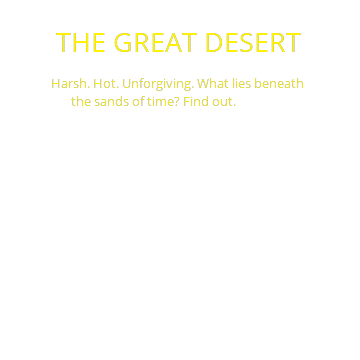 THE GREAT DESERT
Harsh. Hot. Unforgiving. What lies beneath
the sands of time? Find out.